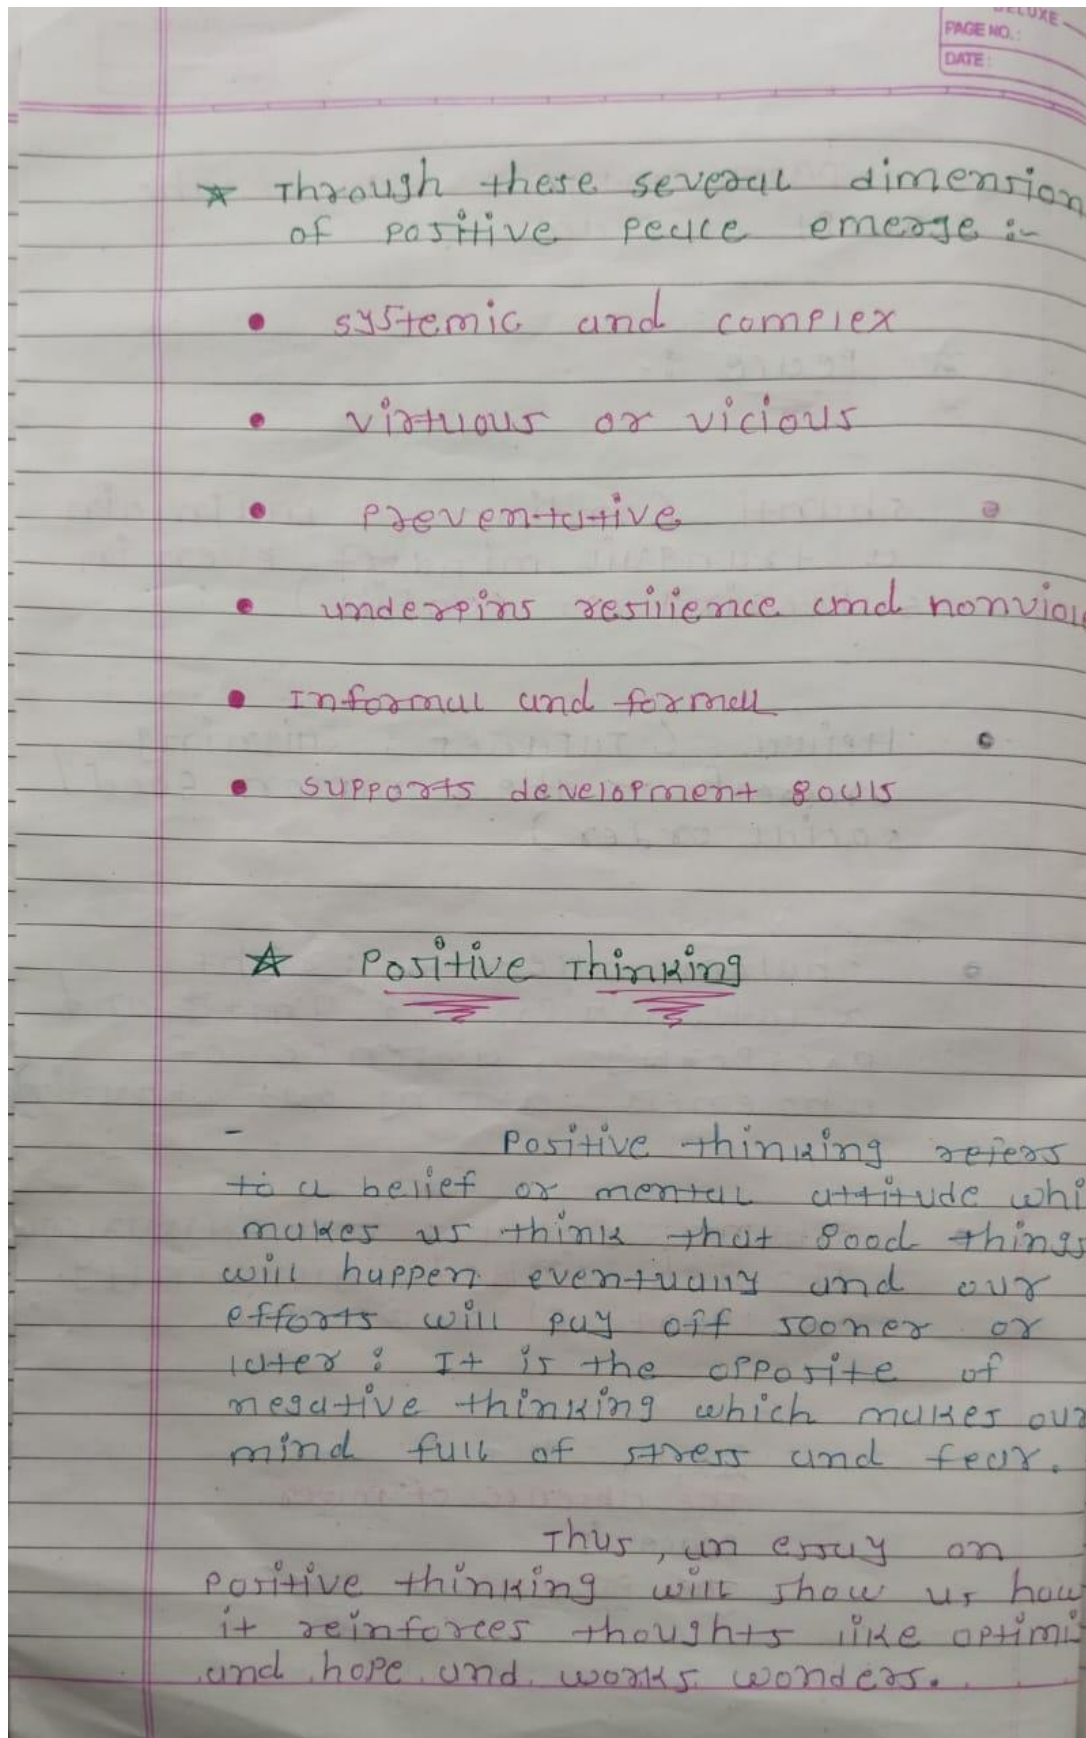 DELUXE
PAGE NO.:
DATE:
★ Through these several dimension
of positive peace emerge :-
• systemic and complex
• virtuous or vicious
• preventative
• underpins resilience and nonviol
• Informal and formal
• supports development goals
★ Positive Thinking
- Positive thinking refers
to a belief or mental attitude whi
makes us think that good things
will happen eventually and our
efforts will pay off sooner or
later : It is the opposite of
negative thinking which makes our
mind full of stress and fear.
Thus, an essay on
positive thinking will show us how
it reinforces thoughts like optimi
and hope and works wonders.